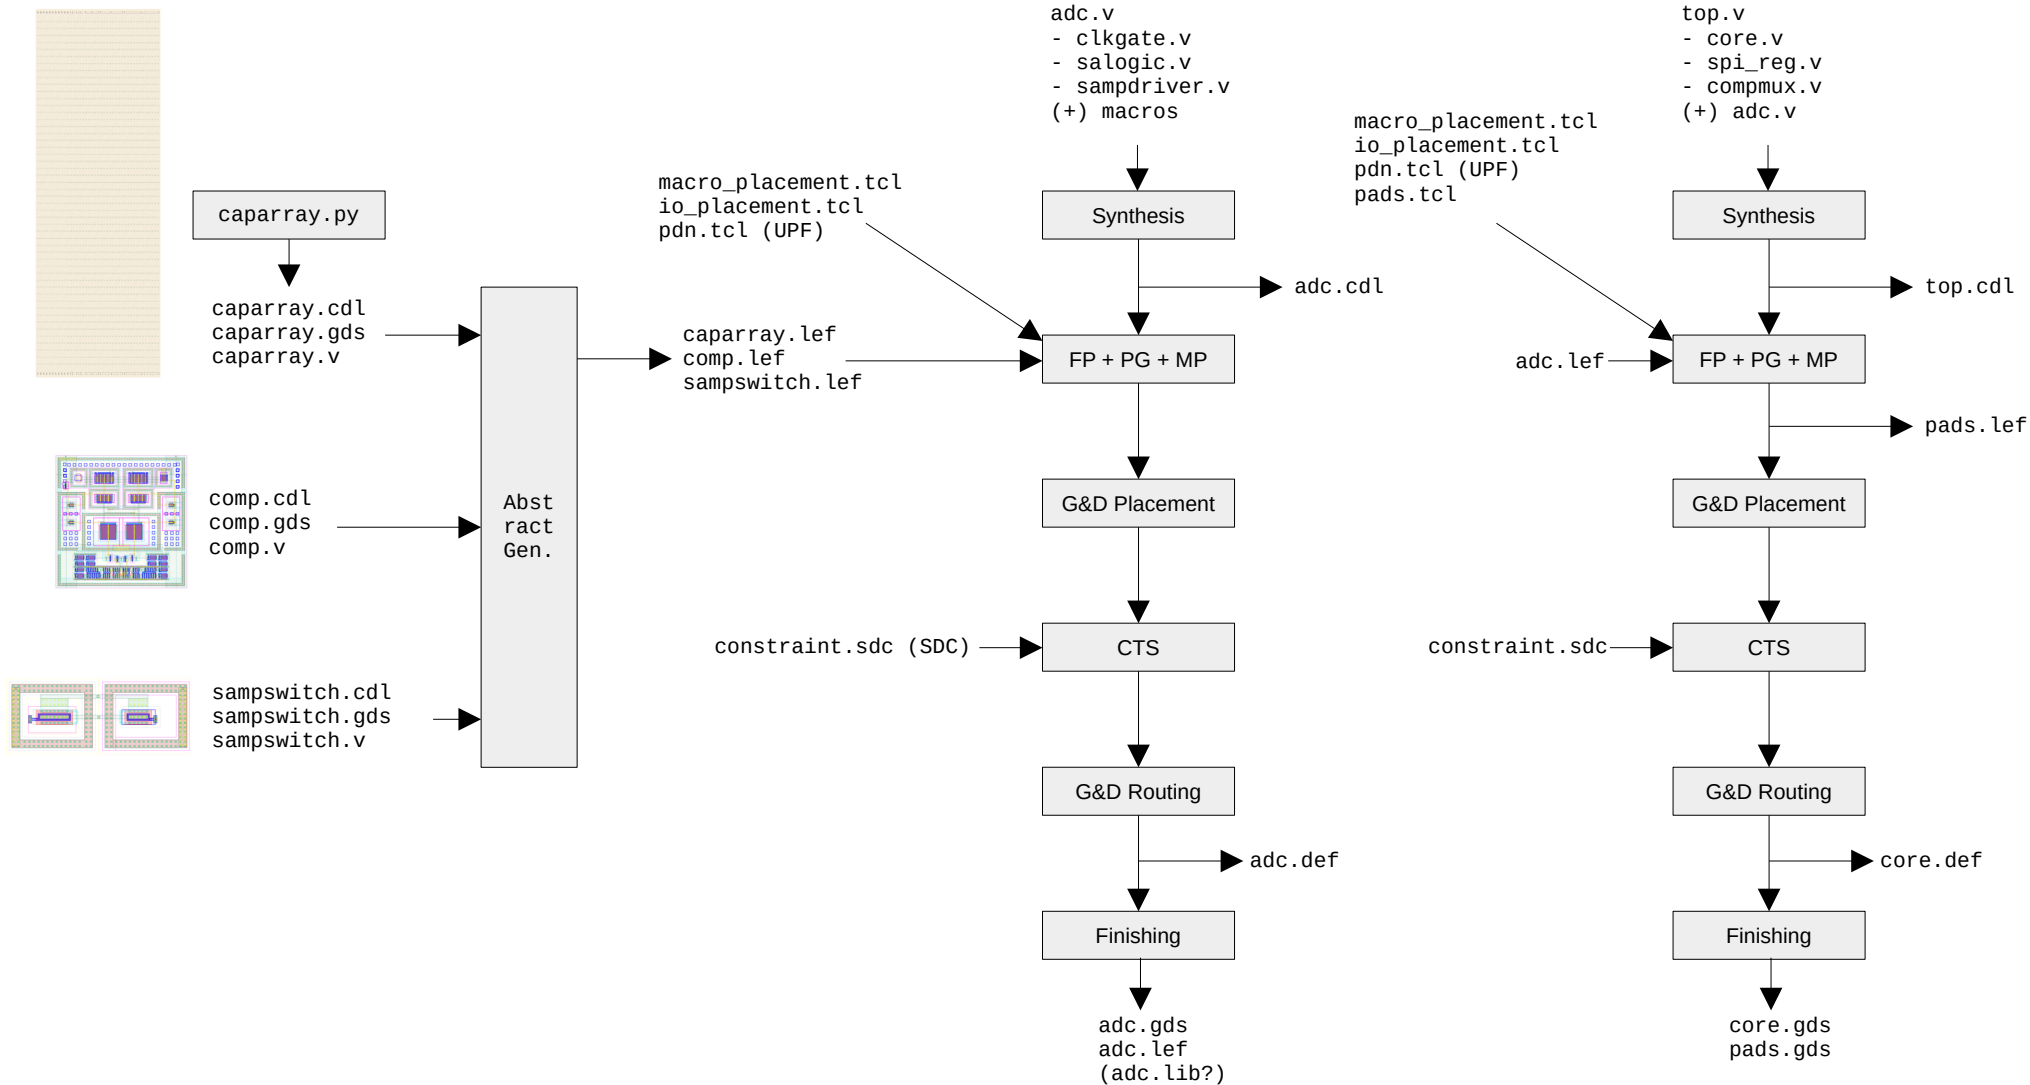 caparray.py
caparray.cdl
caparray.gds
caparray.v
comp.cdl
comp.gds
comp.v
sampswitch.cdl
sampswitch.gds
sampswitch.v
Abst
ract
Gen.
caparray.lef
comp.lef
sampswitch.lef
macro_placement.tcl
io_placement.tcl
pdn.tcl (UPF)
adc.v
- clkgate.v
- salogic.v
- sampdriver.v
(+) macros
Synthesis
adc.cdl
FP + PG + MP
G&D Placement
constraint.sdc (SDC)
CTS
G&D Routing
adc.def
Finishing
adc.gds
adc.lef
(adc.lib?)
macro_placement.tcl
io_placement.tcl
pdn.tcl (UPF)
pads.tcl
top.v
- core.v
- spi_reg.v
- compmux.v
(+) adc.v
Synthesis
top.cdl
adc.lef
FP + PG + MP
pads.lef
G&D Placement
constraint.sdc
CTS
G&D Routing
core.def
Finishing
core.gds
pads.gds